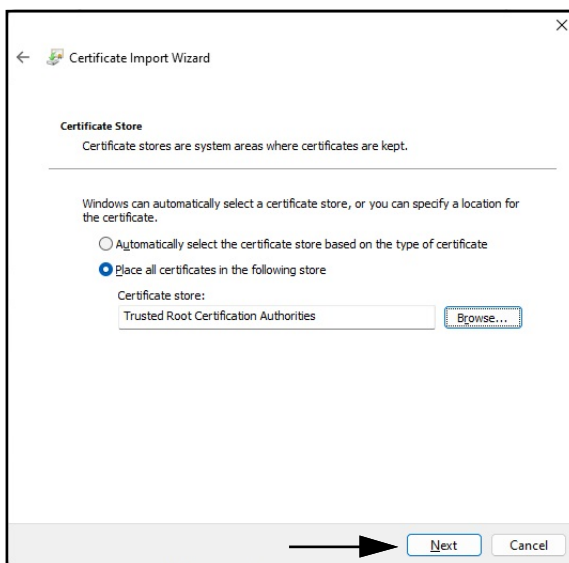 Certificate Import Wizard
Certificate Store
Certificate stores are system areas where certificates are kept.
Windows can automatically select a certificate store, or you can specify a location for
the certificate.
Automatically select the certificate store based on the type of certificate
Place all certificates in the following store
Certificate store:
Trusted Root Certification Authorities
Browse...
Next
Cancel